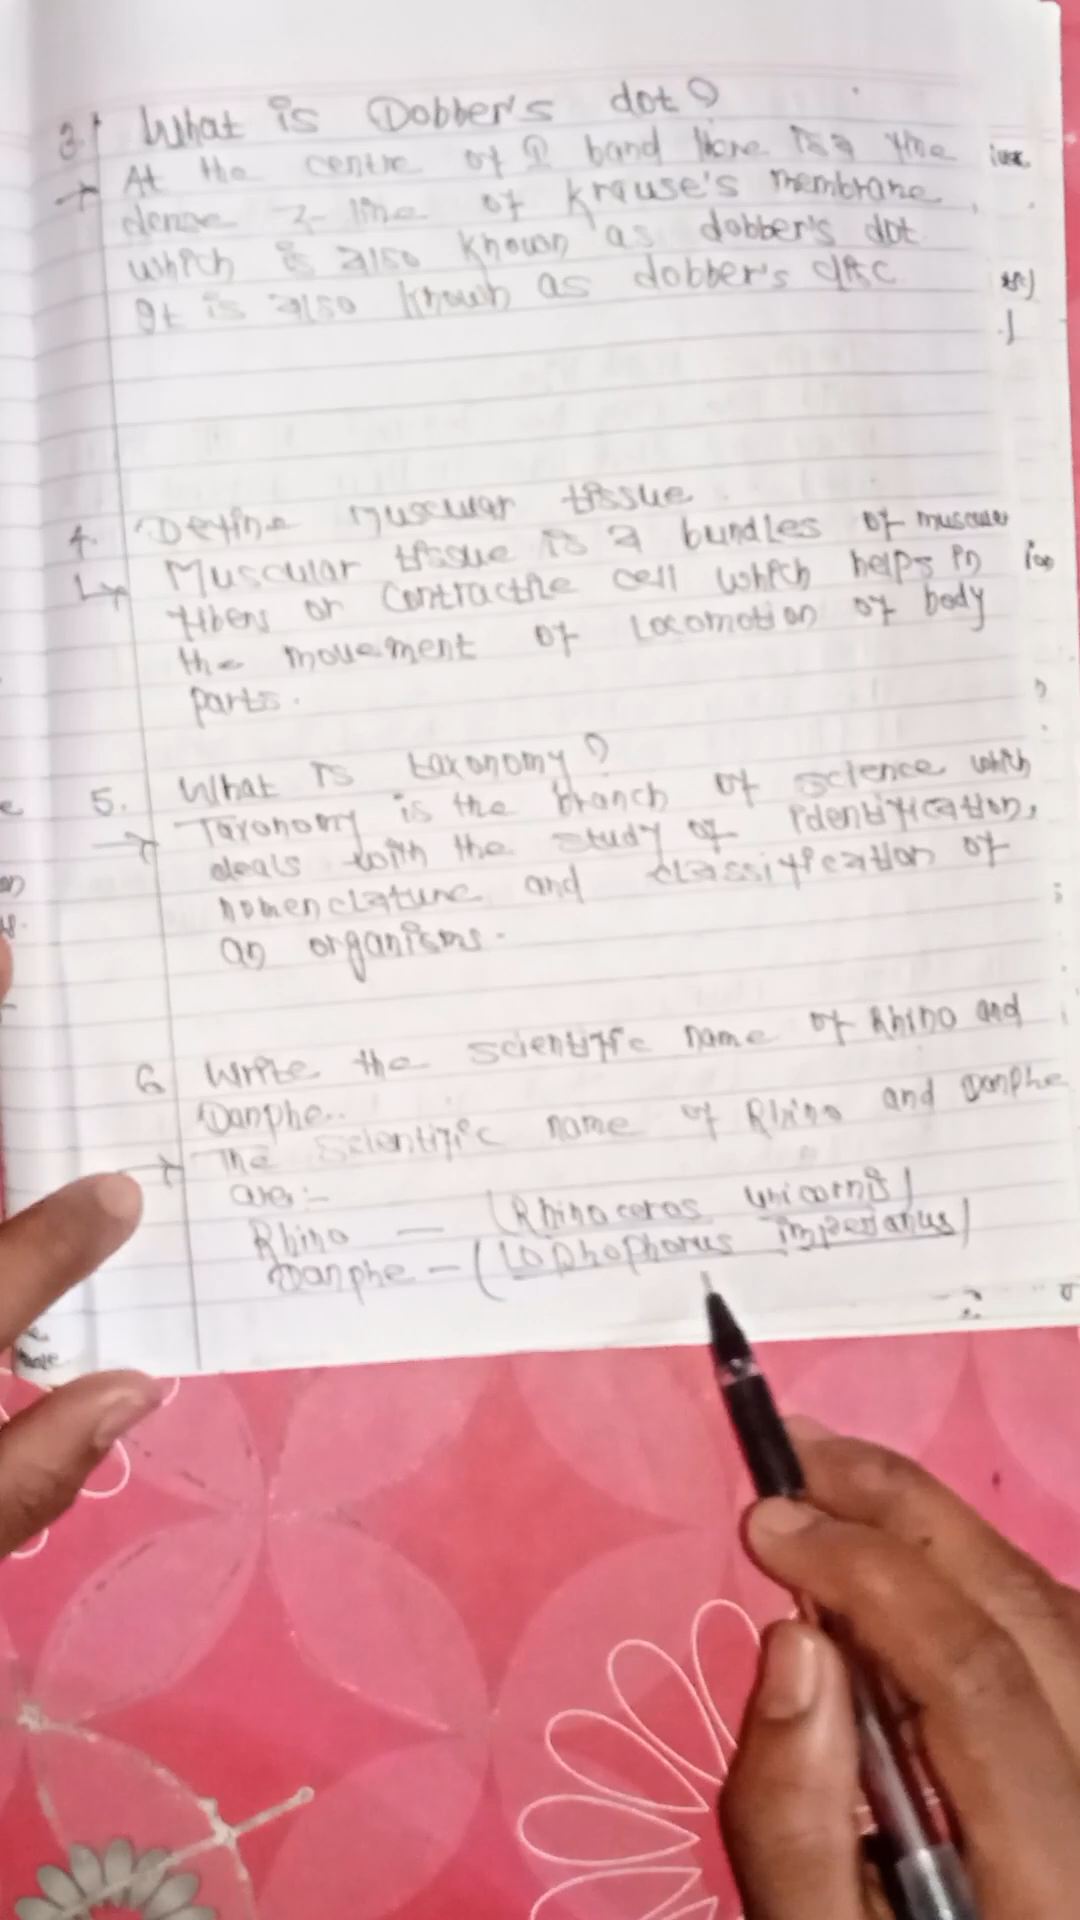 3. What is Dobber's dot?
→ At the centre of I band there is a fine
dense Z-line of Krause's membrane,
which is also known as dobber's dot.
It is also known as dobber's disc.
4. Define muscular tissue.
↳ Muscular tissue is a bundles of muscular
fibers or contractile cell which helps in
the movement of locomotion of body
parts.
5. What is taxonomy?
→ Taxonomy is the branch of science which
deals with the study of identification,
nomenclature and classification of
an organisms.
6 Write the scientific name of Rhino and
Danphe..
→ The scientific name of Rhino and Danphe
are:-
Rhino — (Rhinoceros unicornis)
Danphe - (Lophophorus impejanus)